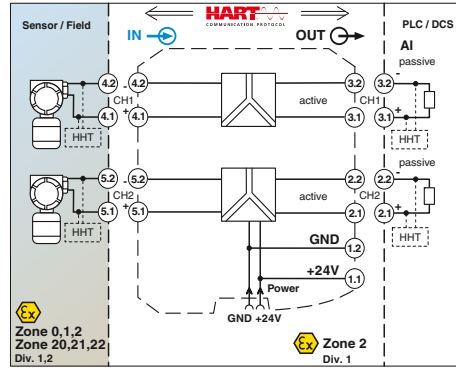 Sensor / Field
HART
COMMUNICATION PROTOCOL
PLC / DCS
IN
OUT
AI
passive
4.2 - 4.2
3.2
3.2 -
CH1
CH1
4.1 + 4.1
active
3.1
3.1 +
HHT
HHT
passive
5.2 - 5.2
2.2
2.2 -
CH2
CH2
5.1 + 5.1
active
2.1
2.1 +
HHT
HHT
GND
1.2
+24V
1.1
Power
GND +24V
Ex
Zone 0,1,2
Zone 20,21,22
Div. 1,2
Ex
Zone 2
Div. 1